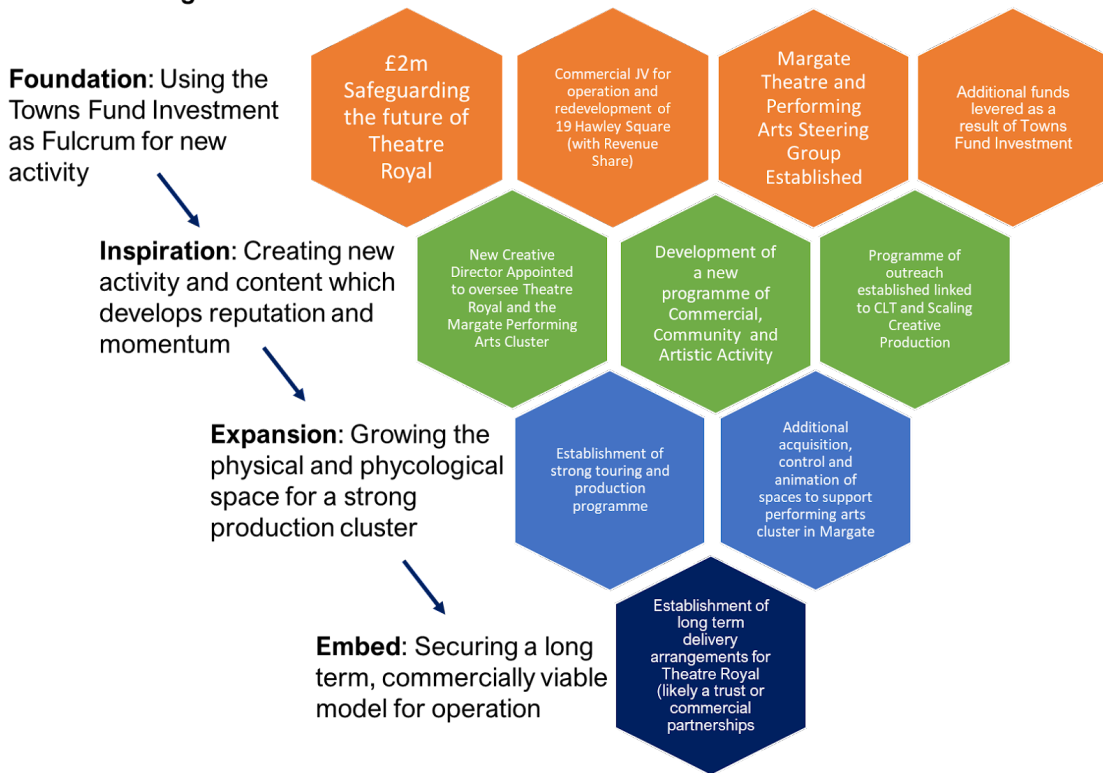 Foundation: Using the
Towns Fund Investment
as Fulcrum for new
activity
£2m
Safeguarding
the future of
Theatre
Royal
Commercial JV for
operation and
redevelopment of
19 Hawley Square
(with Revenue
Share)
Margate
Theatre and
Performing
Arts Steering
Group
Established
Additional funds
levered as a
result of Towns
Fund Investment
Inspiration: Creating new
activity and content which
develops reputation and
momentum
New Creative
Director Appointed
to oversee Theatre
Royal and the
Margate Performing
Arts Cluster
Development of
a new
programme of
Commercial,
Community and
Artistic Activity
Programme of
outreach
established linked
to CLT and Scaling
Creative
Production
Expansion: Growing the
physical and phycological
space for a strong
production cluster
Establishment of
strong touring and
production
programme
Additional
acquisition,
control and
animation of
spaces to support
performing arts
cluster in Margate
Embed: Securing a long
term, commercially viable
model for operation
Establishment of
long term
delivery
arrangements for
Theatre Royal
(likely a trust or
commercial
partnerships